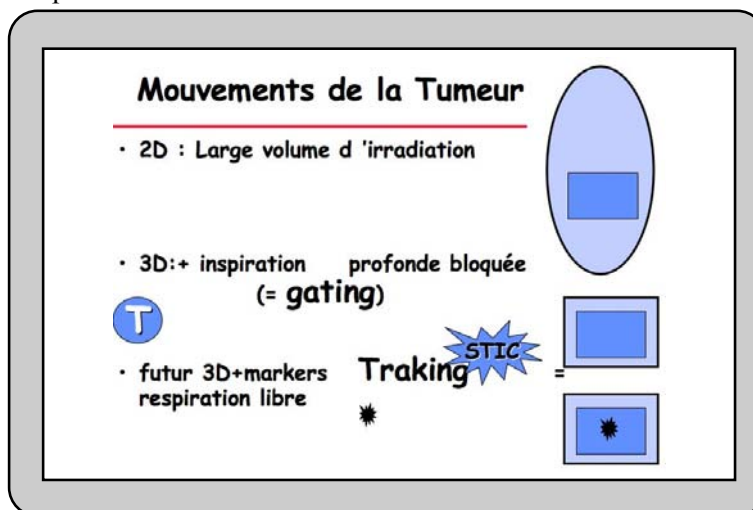 Mouvements de la Tumeur
· 2D : Large volume d 'irradiation
· 3D:+ inspiration profonde bloquée
(= gating)
T
STIC
· futur 3D+markers Traking =
respiration libre